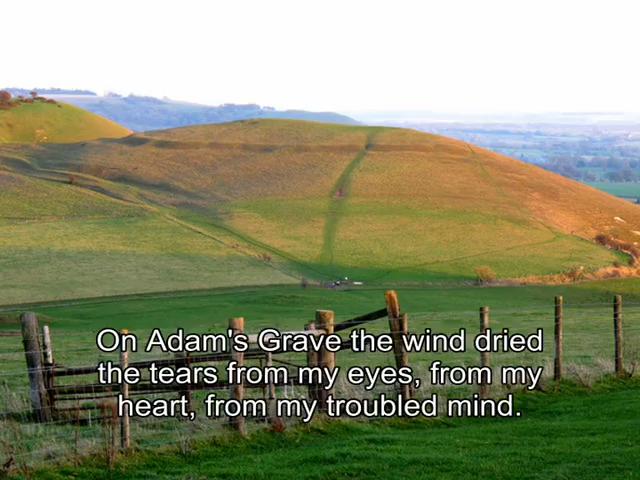 On Adam's Grave the wind dried
the tears from my eyes, from my
heart, from my troubled mind.